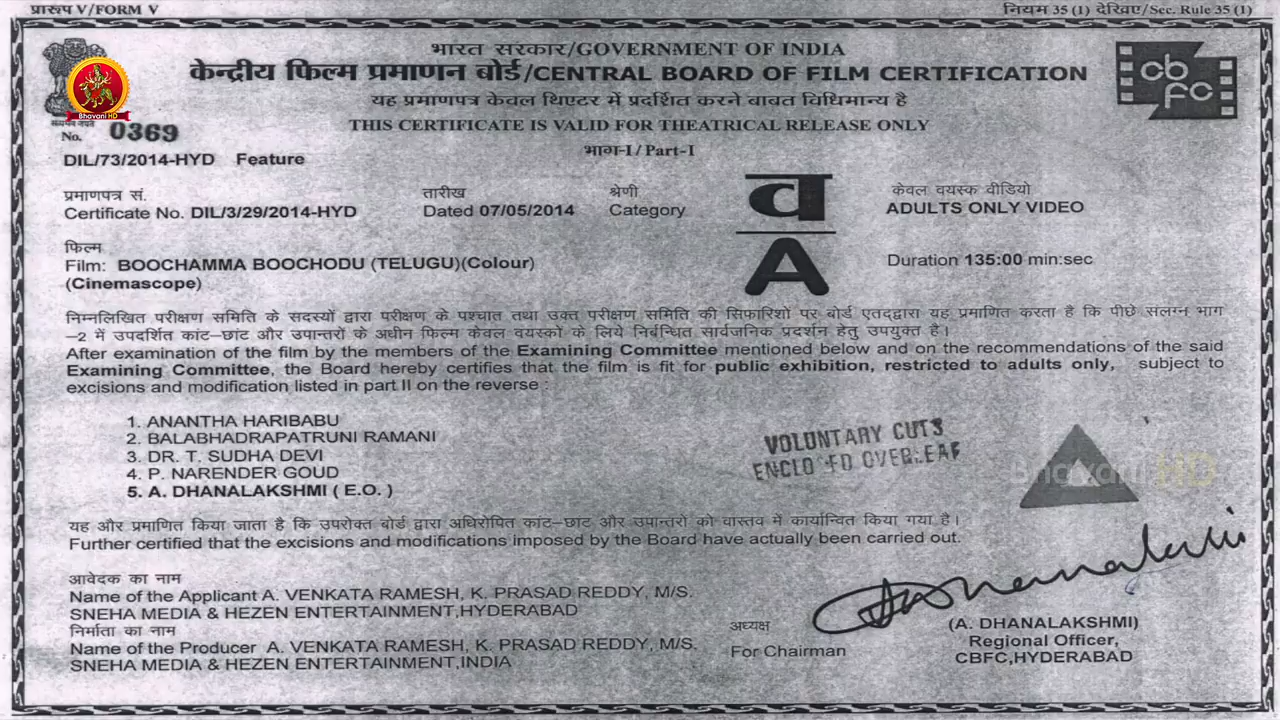 प्रारूप V/FORM V
नियम 35 (1) देखिए/Sec. Rule 35 (1)
भारत सरकार/GOVERNMENT OF INDIA
केन्द्रीय फिल्म प्रमाणन बोर्ड/CENTRAL BOARD OF FILM CERTIFICATION
cb
fc
Bhavani HD
यह प्रमाणपत्र केवल थिएटर में प्रदर्शित करने बाबत विधिमान्य है
No. 0369
THIS CERTIFICATE IS VALID FOR THEATRICAL RELEASE ONLY
भाग-I / Part-I
DIL/73/2014-HYD Feature
प्रमाणपत्र सं.
Certificate No. DIL/3/29/2014-HYD
तारीख
Dated 07/05/2014
श्रेणी
Category
व
A
केवल वयस्क वीडियो
ADULTS ONLY VIDEO
फिल्म
Film: BOOCHAMMA BOOCHODU (TELUGU)(Colour)
(Cinemascope)
Duration 135:00 min:sec
निम्नलिखित परीक्षण समिति के सदस्यों द्वारा परीक्षण के पश्चात तथा उक्त परीक्षण समिति की सिफारिशों पर बोर्ड एतद्द्वारा यह प्रमाणित करता है कि पीछे सलग्न भाग
-2 में उपदर्शित कांट-छांट और उपान्तरों के अधीन फिल्म केवल वयस्कों के लिये निर्बन्धित सार्वजनिक प्रदर्शन हेतु उपयुक्त है।
After examination of the film by the members of the Examining Committee mentioned below and on the recommendations of the said
Examining Committee, the Board hereby certifies that the film is fit for public exhibition, restricted to adults only, subject to
excisions and modification listed in part II on the reverse :
1. ANANTHA HARIBABU
2. BALABHADRAPATRUNI RAMANI
3. DR. T. SUDHA DEVI
4. P. NARENDER GOUD
5. A. DHANALAKSHMI ( E.O. )
VOLUNTARY CUTS
ENCLO FD OVERLEAF
Bhavani HD
यह और प्रमाणित किया जाता है कि उपरोक्त बोर्ड द्वारा अधिरोपित कांट-छाट और उपान्तरो को वास्तव में कार्यान्वित किया गया है।
Further certified that the excisions and modifications imposed by the Board have actually been carried out.
आवेदक का नाम
Name of the Applicant A. VENKATA RAMESH, K. PRASAD REDDY, M/S.
SNEHA MEDIA & HEZEN ENTERTAINMENT,HYDERABAD
निर्माता का नाम
Name of the Producer A. VENKATA RAMESH, K. PRASAD REDDY, M/S.
SNEHA MEDIA & HEZEN ENTERTAINMENT,INDIA
अध्यक्ष
For Chairman
(A. DHANALAKSHMI)
Regional Officer,
CBFC,HYDERABAD